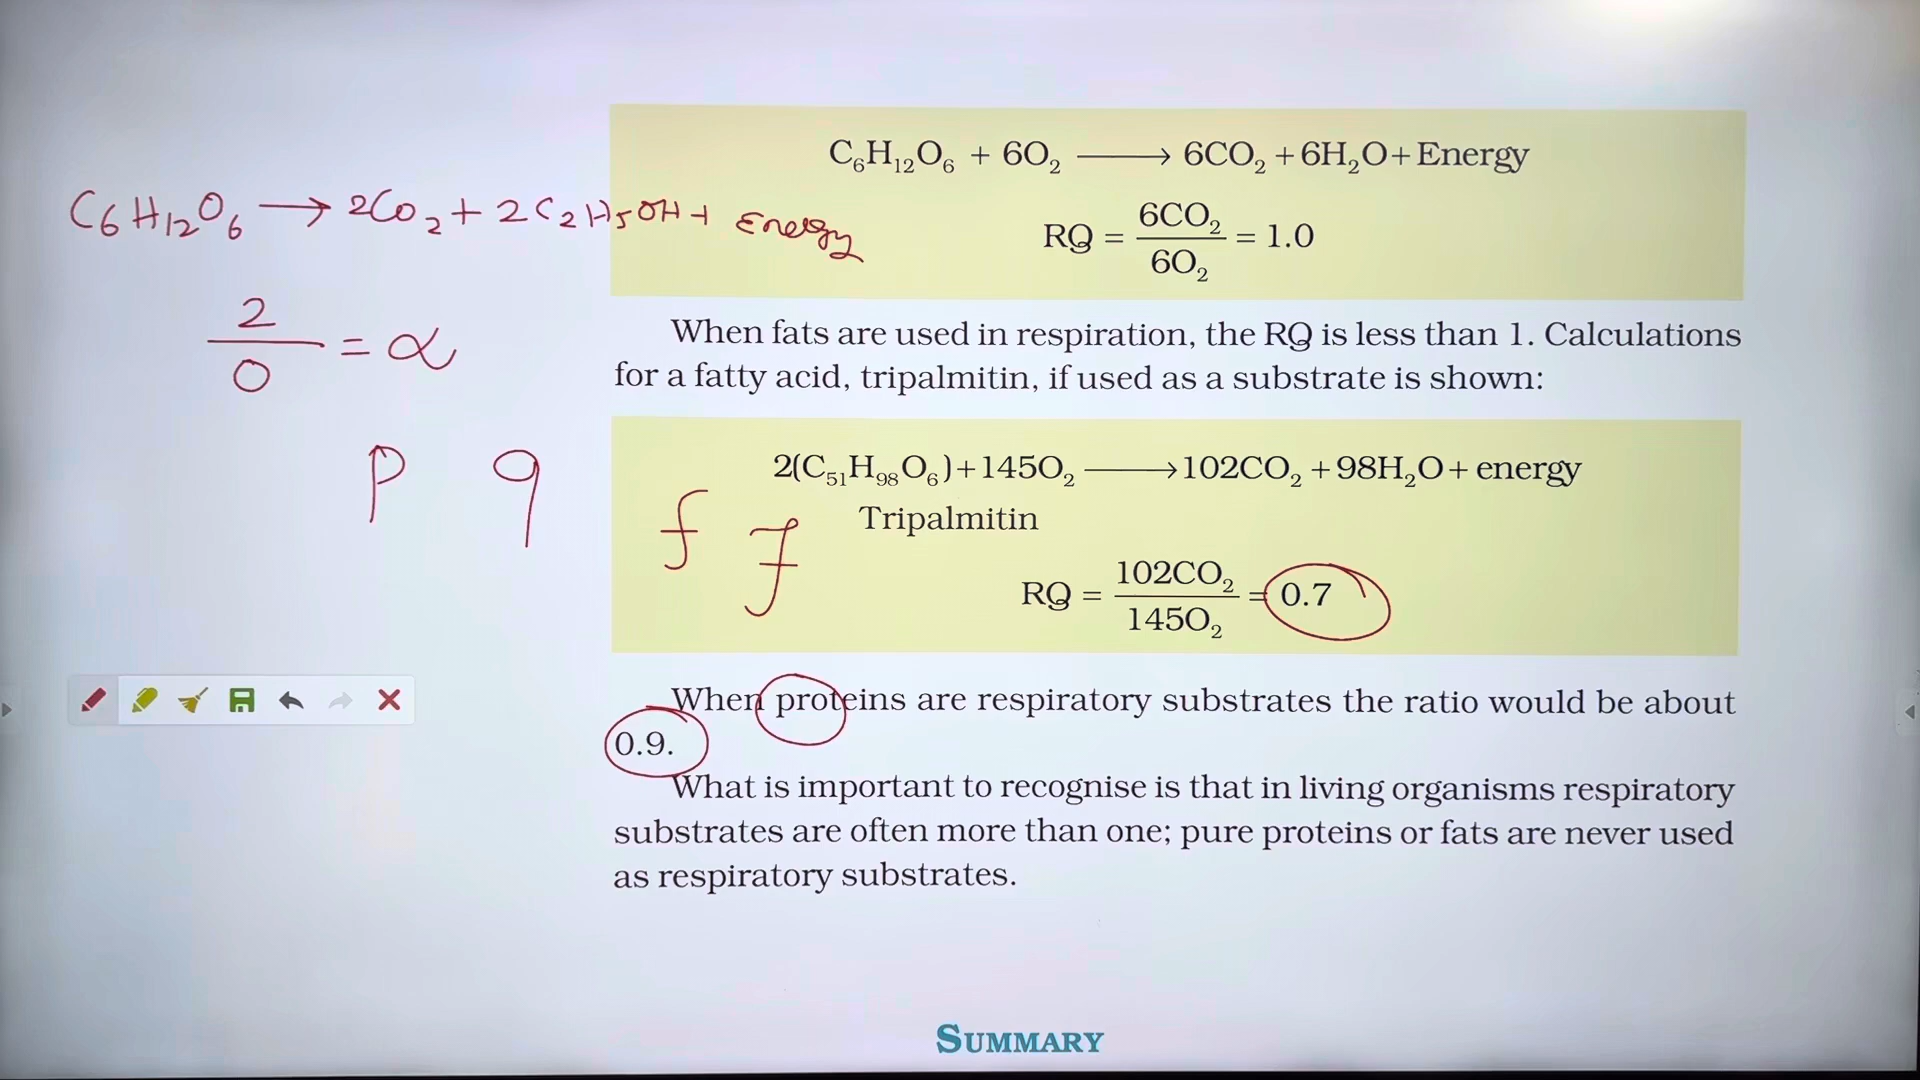 C₆H₁₂O₆ + 6O₂ ⟶ 6CO₂ + 6H₂O + Energy
C₆H₁₂O₆ → 2CO₂ + 2C₂H₅OH + Energy
RQ = 6CO₂ / 6O₂ = 1.0
2 / 0 = ∝
When fats are used in respiration, the RQ is less than 1. Calculations
for a fatty acid, tripalmitin, if used as a substrate is shown:
P 9
2(C₅₁H₉₈O₆) + 145O₂ ⟶ 102CO₂ + 98H₂O + energy
f 7
Tripalmitin
RQ = 102CO₂ / 145O₂ = 0.7
When proteins are respiratory substrates the ratio would be about
0.9.
What is important to recognise is that in living organisms respiratory
substrates are often more than one; pure proteins or fats are never used
as respiratory substrates.
SUMMARY